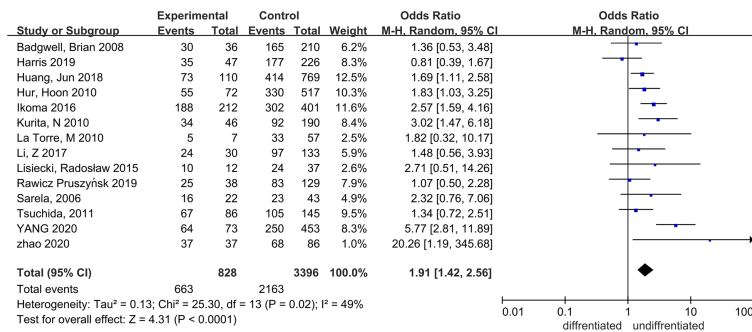 Experimental Control Odds Ratio Odds Ratio
Study or Subgroup Events Total Events Total Weight M-H, Random, 95% CI M-H, Random, 95% CI
Badgwell, Brian 2008 30 36 165 210 6.2% 1.36 [0.53, 3.48]
Harris 2019 35 47 177 226 8.3% 0.81 [0.39, 1.67]
Huang, Jun 2018 73 110 414 769 13.0% 1.69 [1.11, 2.58]
Hur, Hoon 2010 55 72 330 517 10.2% 1.83 [1.03, 3.25]
Ikoma 2016 188 212 302 401 11.8% 2.57 [1.59, 4.16]
Kurita, N 2010 34 46 92 190 8.4% 3.02 [1.47, 6.18]
La Torre, M 2010 5 7 33 57 2.5% 1.82 [0.32, 10.17]
Li, Z 2017 24 30 97 133 5.9% 1.48 [0.56, 3.93]
Lisiecki, Radosław 2015 10 12 24 37 2.7% 2.71 [0.51, 14.26]
Rawicz Pruszyńsk 2019 25 38 83 129 7.9% 1.07 [0.50, 2.28]
Sarela, 2006 16 22 23 43 4.8% 2.32 [0.76, 7.06]
Tsuchida, 2011 67 86 105 145 9.6% 1.34 [0.72, 2.51]
YANG 2020 64 73 250 453 8.3% 5.77 [2.81, 11.89]
zhao 2020 37 37 68 86 1.0% 20.26 [1.19, 345.68]
Total (95% CI) 828 3396 100.0% 1.91 [1.42, 2.56]
Total events 663 2163
Heterogeneity: Tau² = 0.13; Chi² = 25.30, df = 13 (P = 0.02); I² = 49%
Test for overall effect: Z = 4.31 (P < 0.0001)
0.01 0.1 1 10 100
diffrentiated undiffrentiated